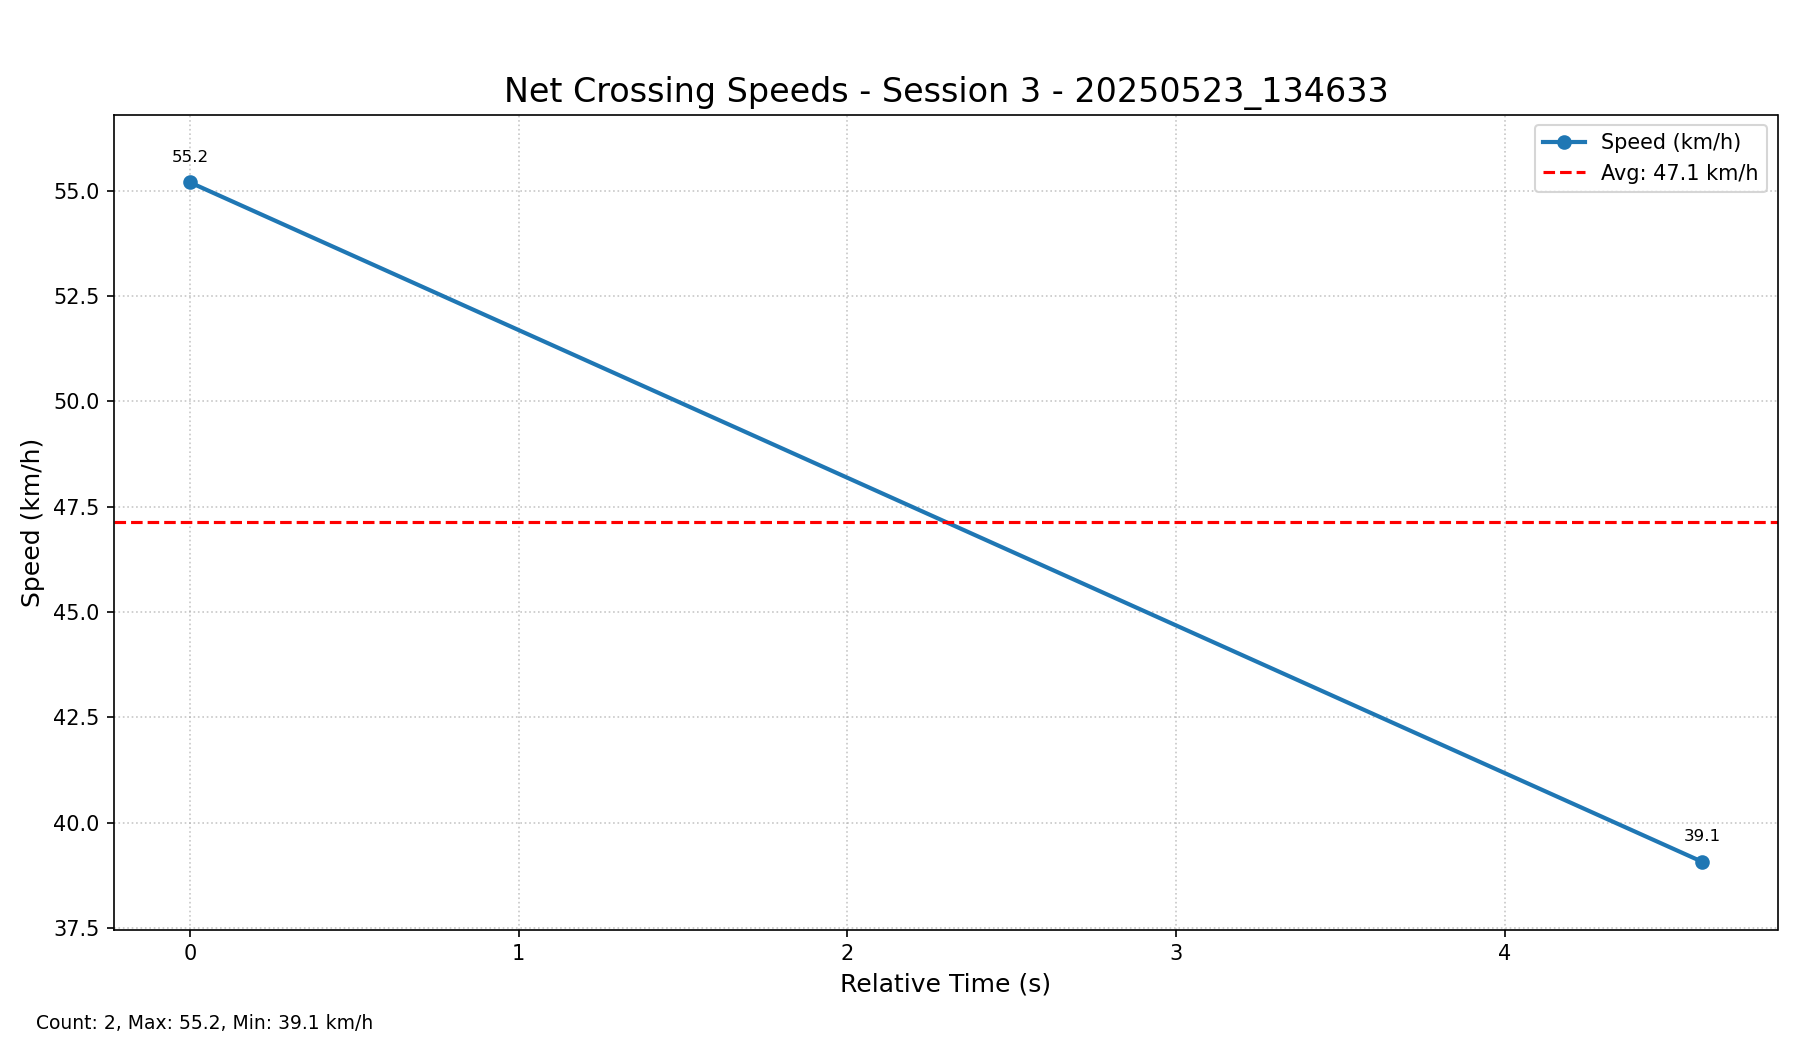 Net Crossing Speeds - Session 3 - 20250523_134633
Speed (km/h)
Avg: 47.1 km/h
55.2
39.1
55.0
52.5
50.0
47.5
45.0
42.5
40.0
37.5
Speed (km/h)
0 1 2 3 4
Relative Time (s)
Count: 2, Max: 55.2, Min: 39.1 km/h